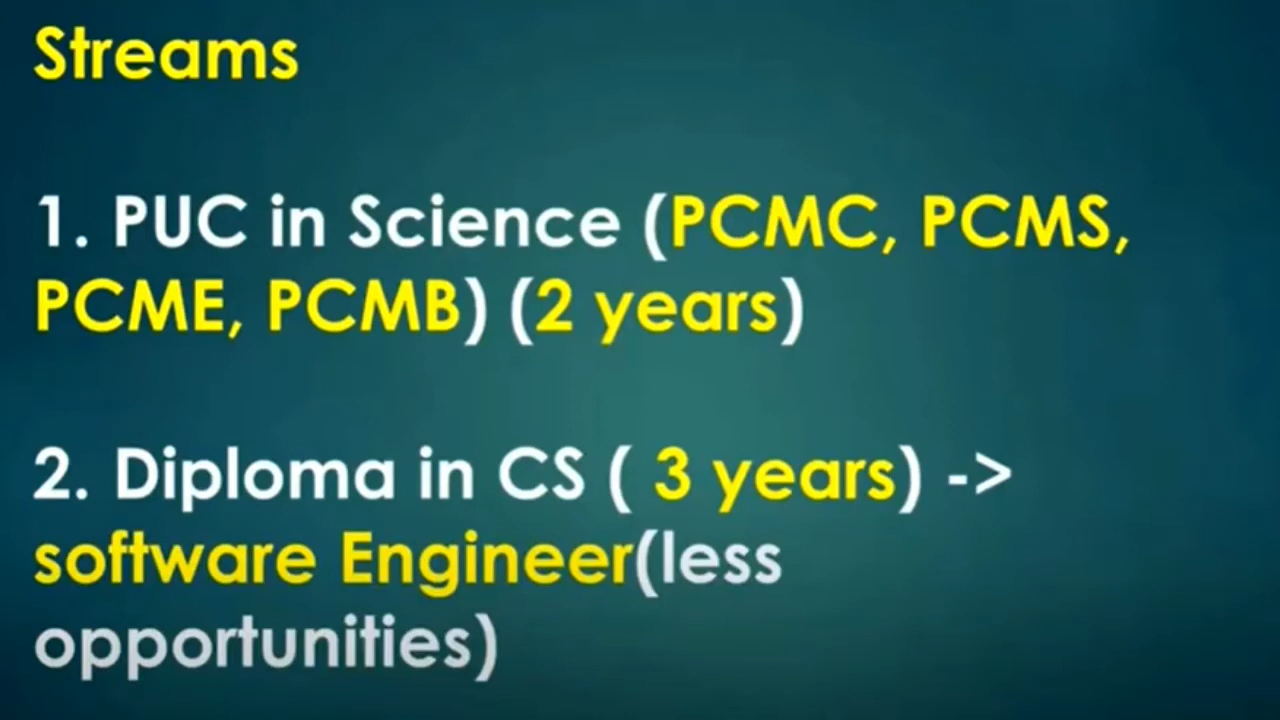 Streams
1. PUC in Science (PCMC, PCMS,
PCME, PCMB) (2 years)
2. Diploma in CS ( 3 years) ->
software Engineer(less
opportunities)